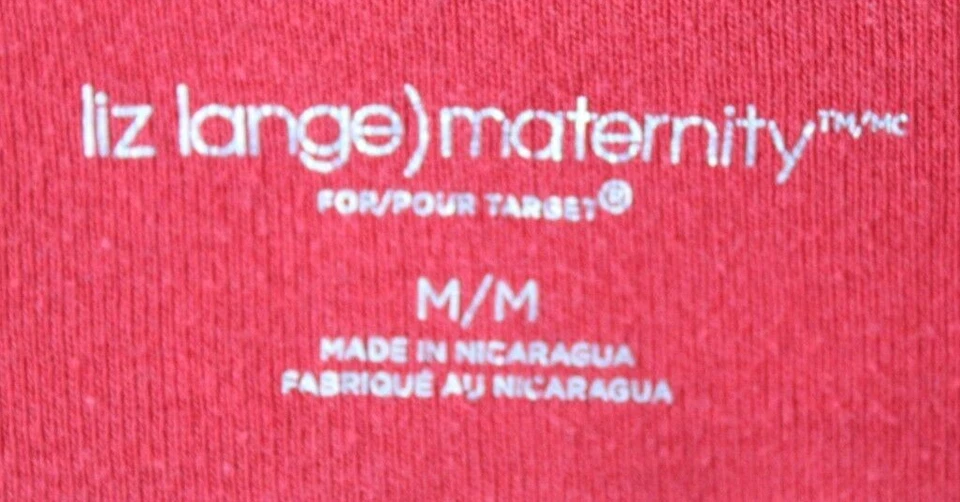 liz lange)maternity™/MC
FOR/POUR TARGET®
M/M
MADE IN NICARAGUA
FABRIQUÉ AU NICARAGUA